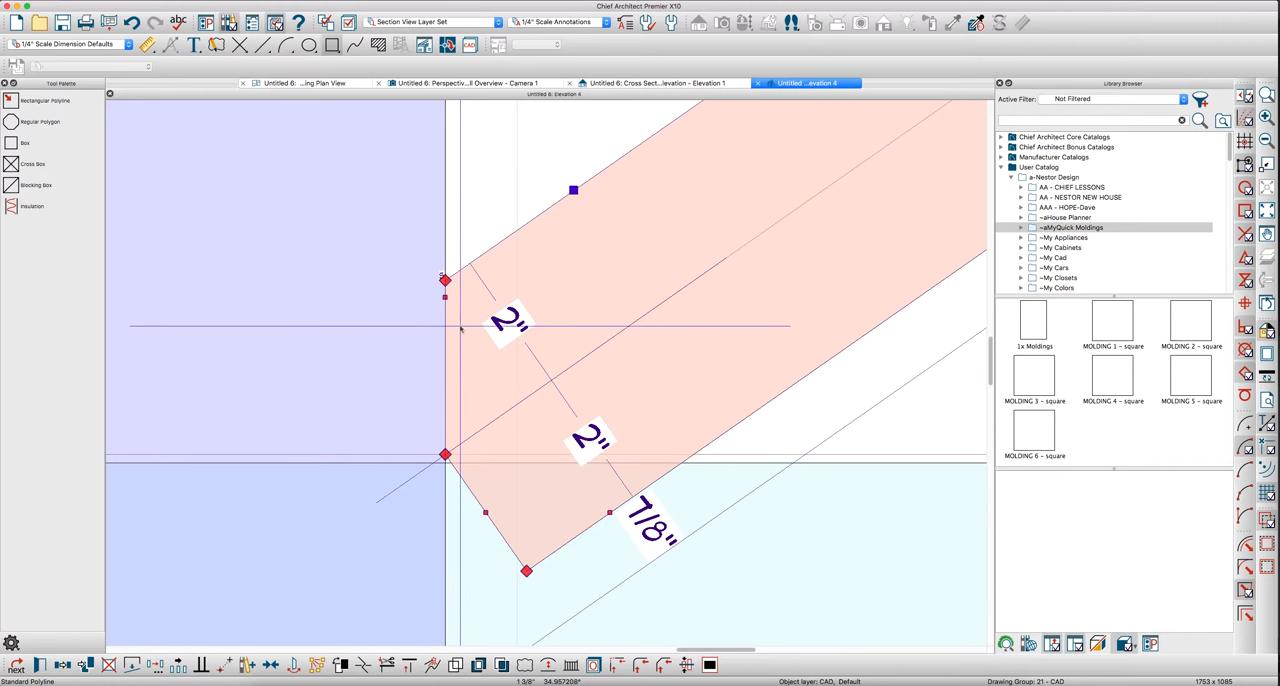 Chief Architect Premier X10
Section View Layer Set
1/4" Scale Annotations
1/4" Scale Dimension Defaults
Tool Palette
Untitled 6: ...ing Plan View
Untitled 6: Perspectiv...ll Overview - Camera 1
Untitled 6: Cross Sect...levation - Elevation 1
Untitled ...evation 4
Library Browser
Untitled 6: Elevation 4
Rectangular Polyline
Regular Polygon
Box
Cross Box
Blocking Box
Insulation
Active Filter:
Not Filtered
Chief Architect Core Catalogs
Chief Architect Bonus Catalogs
Manufacturer Catalogs
User Catalog
a-Nestor Design
AA - CHIEF LESSONS
AA - NESTOR NEW HOUSE
AAA - HOPE-Dave
~aHouse Planner
~aMyQuick Moldings
~My Appliances
~My Cabinets
~My Cad
~My Cars
~My Closets
~My Colors
1x Moldings
MOLDING 1 - square
MOLDING 2 - square
MOLDING 3 - square
MOLDING 4 - square
MOLDING 5 - square
MOLDING 6 - square
2"
2"
7/8"
CAD
next
Standard Polyline
1 3/8" 34.957208°
Object layer: CAD, Default
Drawing Group: 21 - CAD
1753 x 1085